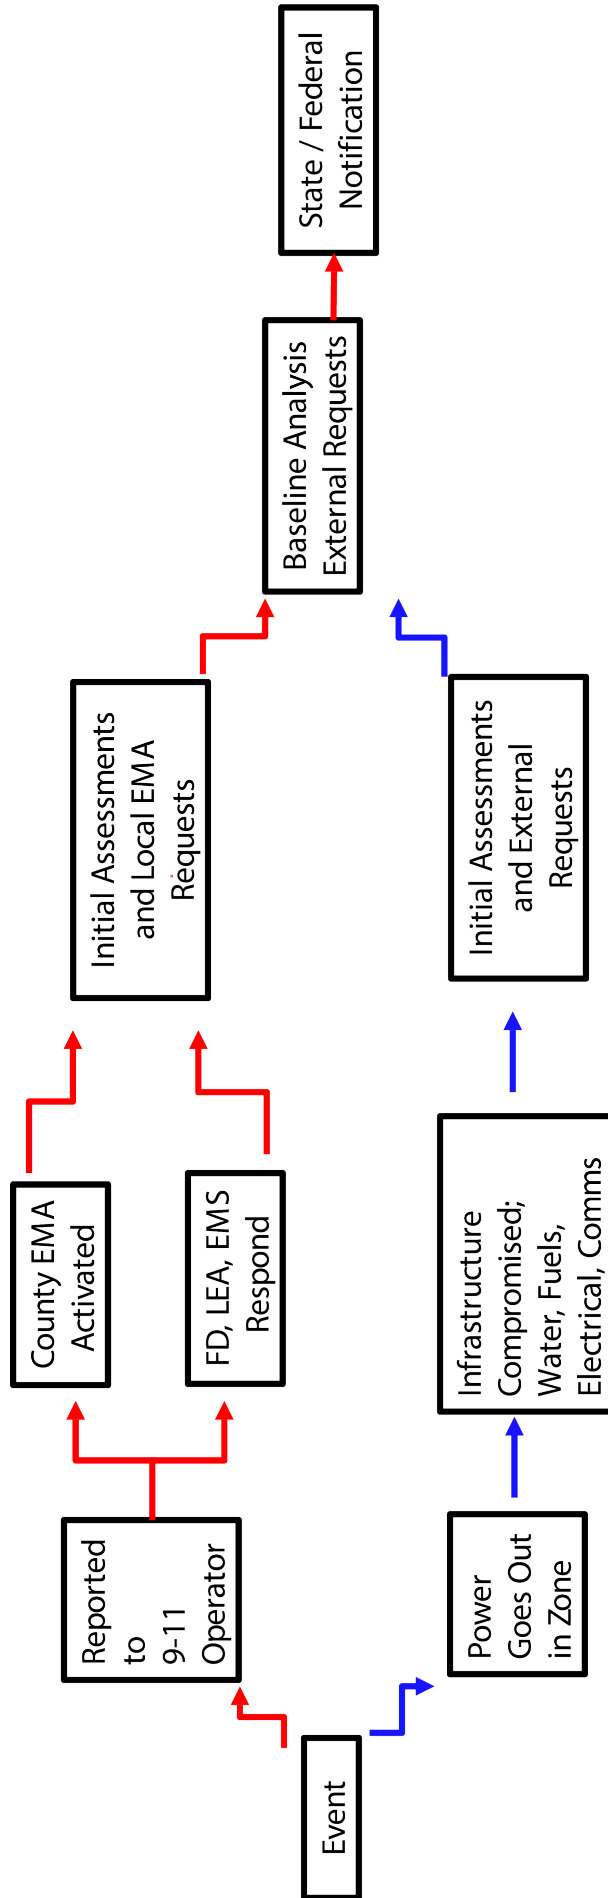 Event
Reported
to
9-11
Operator
County EMA
Activated
FD, LEA, EMS
Respond
Initial Assessments
and Local EMA
Requests
Power
Goes Out
in Zone
Infrastructure
Compromised;
Water, Fuels,
Electrical, Comms
Initial Assessments
and External
Requests
Baseline Analysis
External Requests
State / Federal
Notification